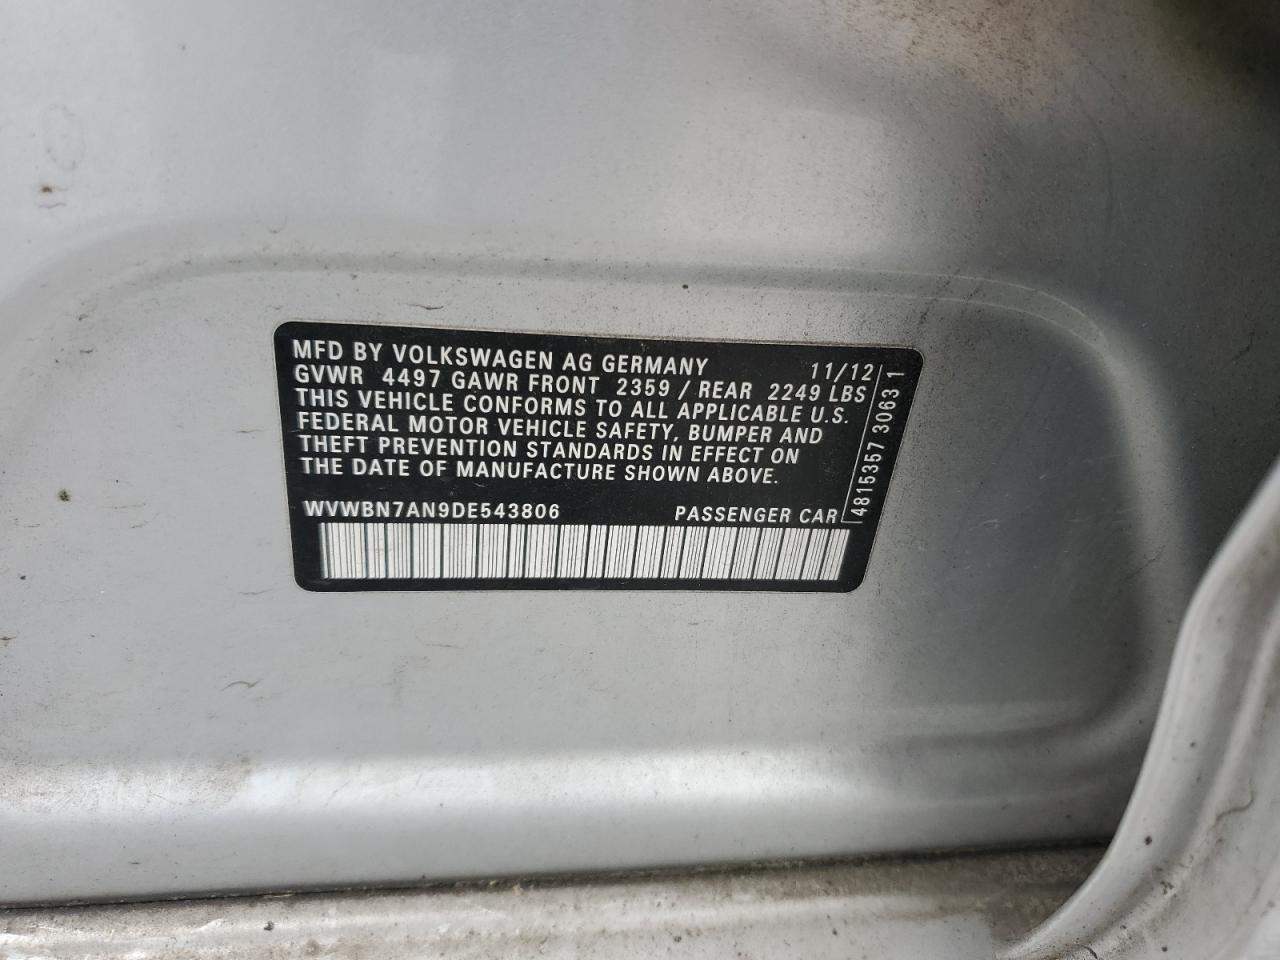 MFD BY VOLKSWAGEN AG GERMANY 11/12
GVWR 4497 GAWR FRONT 2359 / REAR 2249 LBS
THIS VEHICLE CONFORMS TO ALL APPLICABLE U.S.
FEDERAL MOTOR VEHICLE SAFETY, BUMPER AND
THEFT PREVENTION STANDARDS IN EFFECT ON
THE DATE OF MANUFACTURE SHOWN ABOVE.
WVWBN7AN9DE543806 PASSENGER CAR
4815357 3063 1